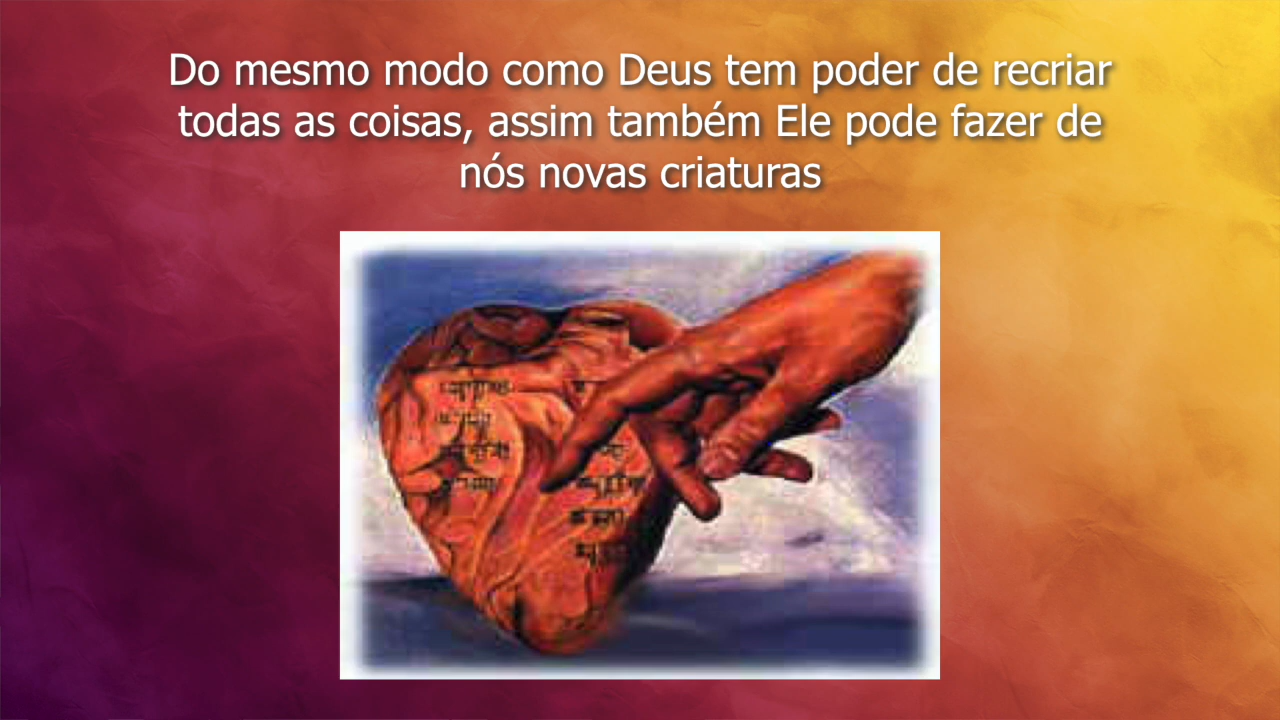 Do mesmo modo como Deus tem poder de recriar
todas as coisas, assim também Ele pode fazer de
nós novas criaturas